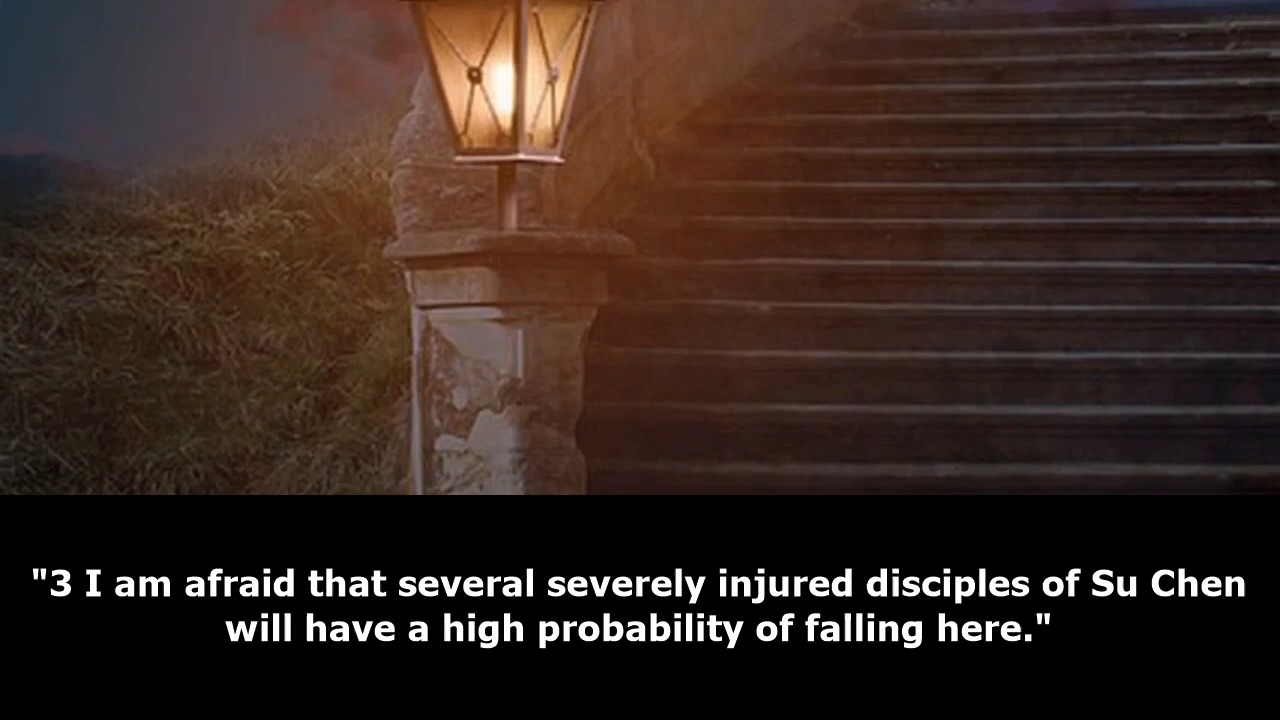 "3 I am afraid that several severely injured disciples of Su Chen
will have a high probability of falling here."